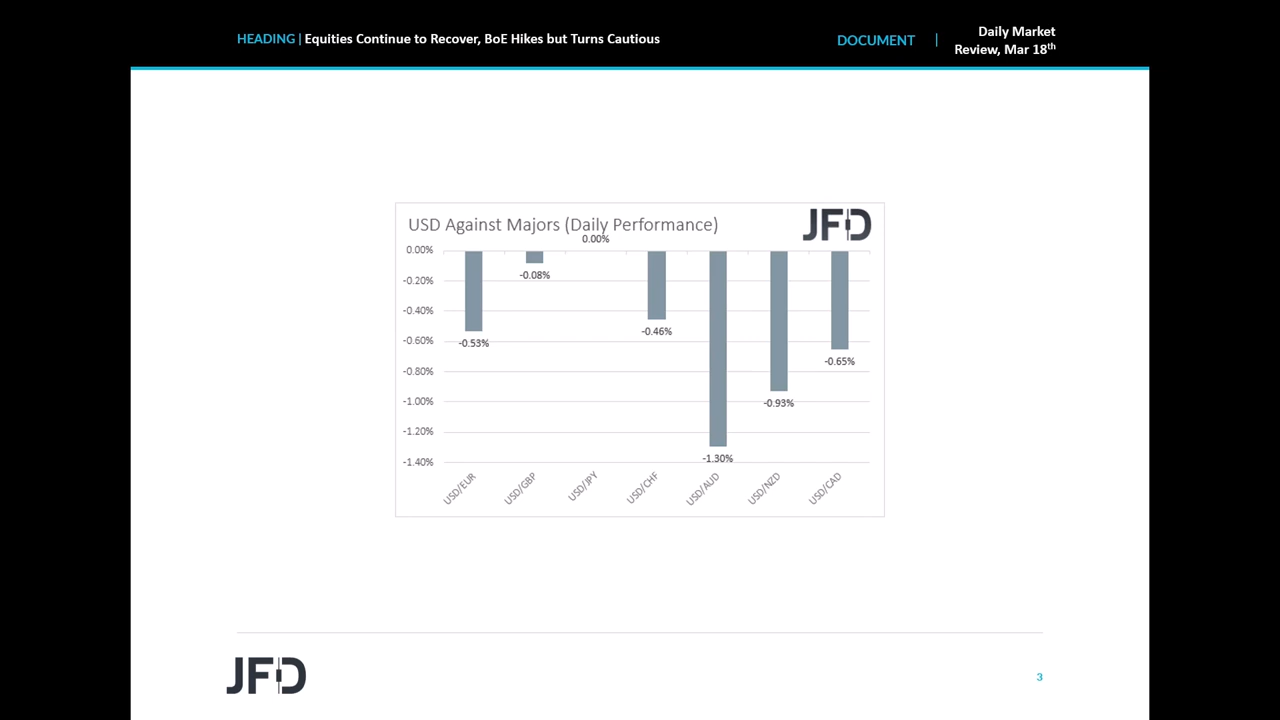 HEADING | Equities Continue to Recover, BoE Hikes but Turns Cautious
DOCUMENT |
Daily Market
Review, Mar 18th
USD Against Majors (Daily Performance)
JFD
0.00%
0.00%
-0.20%
-0.40%
-0.60%
-0.80%
-1.00%
-1.20%
-1.40%
-0.53%
-0.08%
-0.46%
-1.30%
-0.93%
-0.65%
USD/EUR
USD/GBP
USD/JPY
USD/CHF
USD/AUD
USD/NZD
USD/CAD
JFD
3